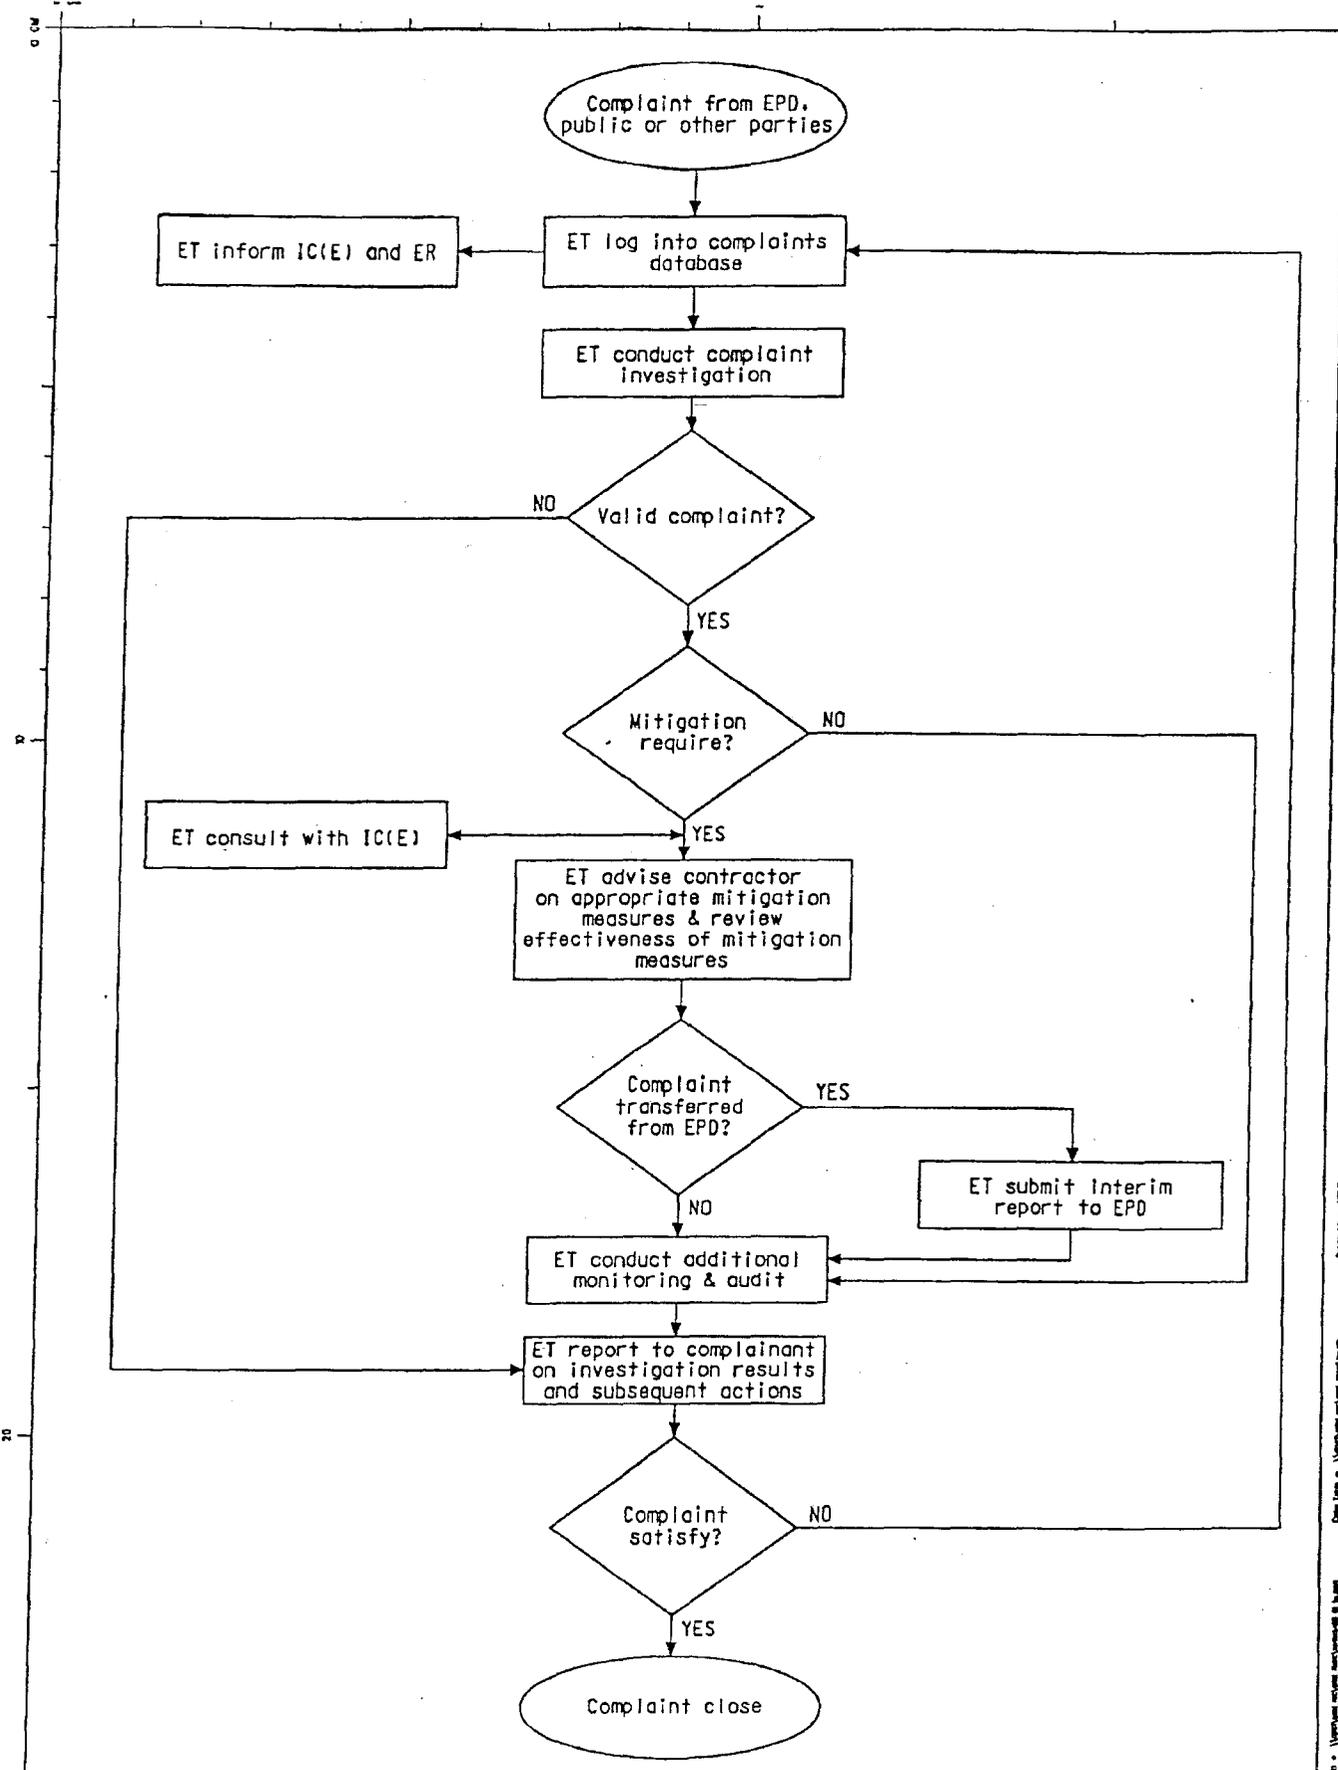 Complaint from EPD,
public or other parties
ET inform IC(E) and ER
ET log into complaints
database
ET conduct complaint
investigation
NO
Valid complaint?
YES
Mitigation
require?
NO
ET consult with IC(E)
YES
ET advise contractor
on appropriate mitigation
measures & review
effectiveness of mitigation
measures
Complaint
transferred
from EPD?
YES
ET submit interim
report to EPD
NO
ET conduct additional
monitoring & audit
ET report to complainant
on investigation results
and subsequent actions
20
Complaint
satisfy?
NO
YES
Complaint close